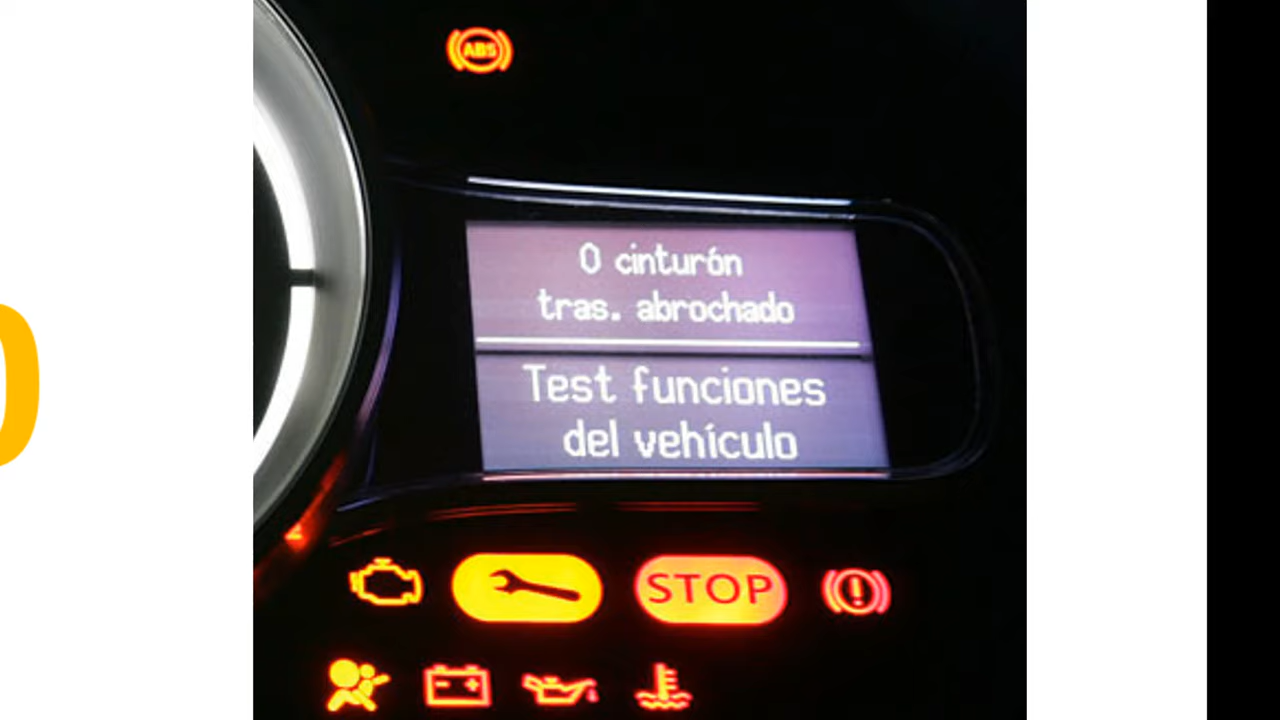 ABS
0 cinturón
tras. abrochado
Test funciones
del vehículo
STOP